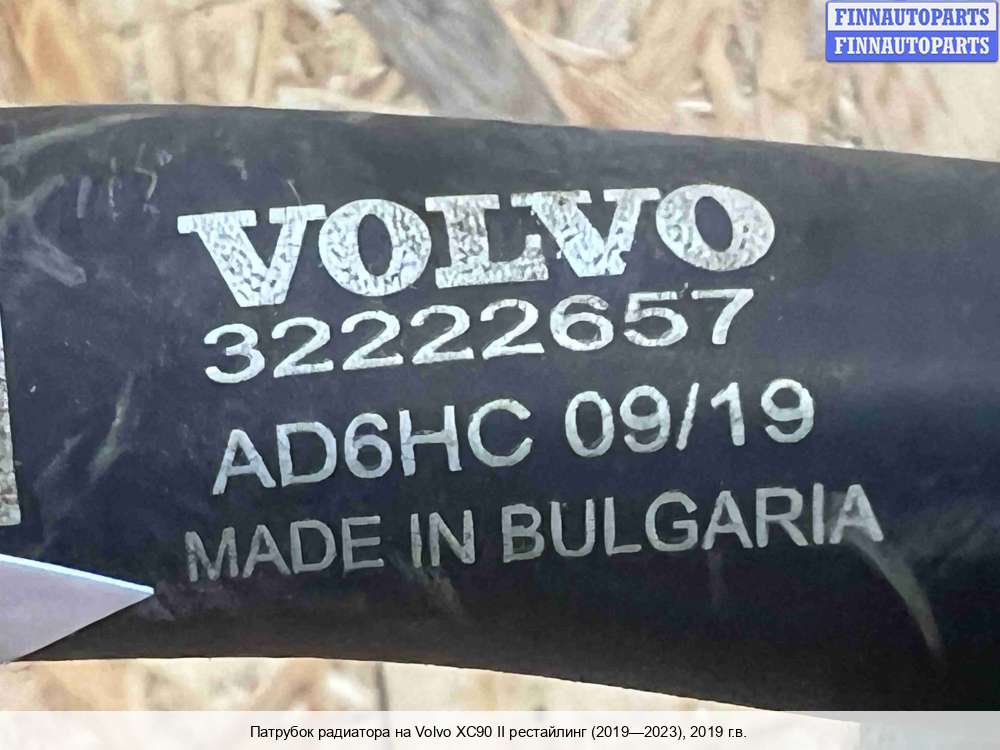 FINNAUTOPARTS
FINNAUTOPARTS
VOLVO
32222657
AD6HC 09/19
MADE IN BULGARIA
Патрубок радиатора на Volvo XC90 II рестайлинг (2019—2023), 2019 г.в.